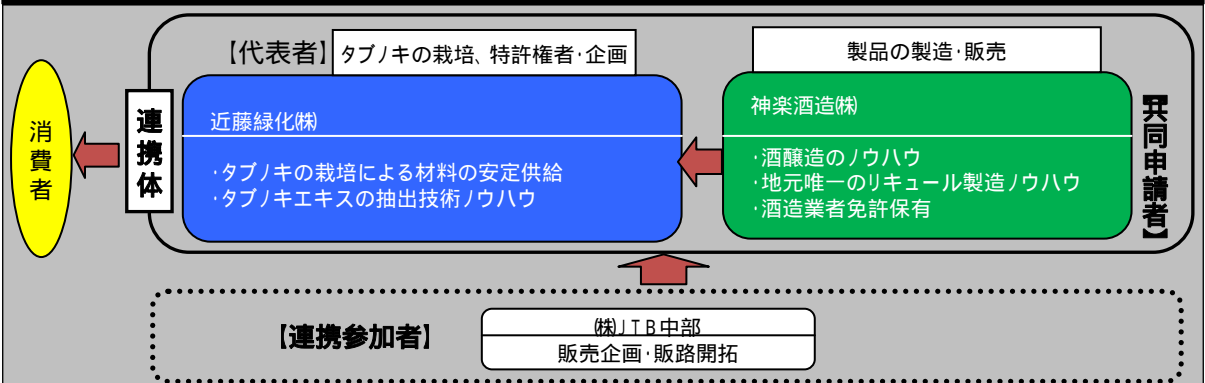 【代表者】
タブノキの栽培、特許権者・企画
製品の製造・販売
消費者
連携体
近藤緑化㈱
・タブノキの栽培による材料の安定供給
・タブノキエキスの抽出技術ノウハウ
神楽酒造㈱
・酒醸造のノウハウ
・地元唯一のリキュール製造ノウハウ
・酒造業者免許保有
【共同申請者】
【連携参加者】
㈱JTB中部
販売企画・販路開拓